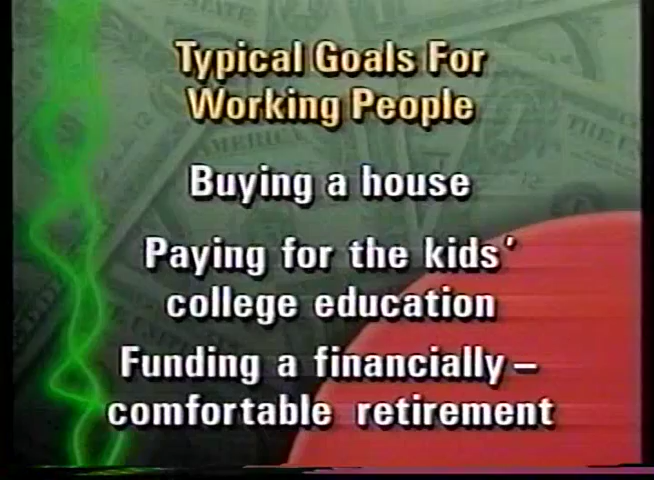 Typical Goals For
Working People
Buying a house
Paying for the kids'
college education
Funding a financially–
comfortable retirement